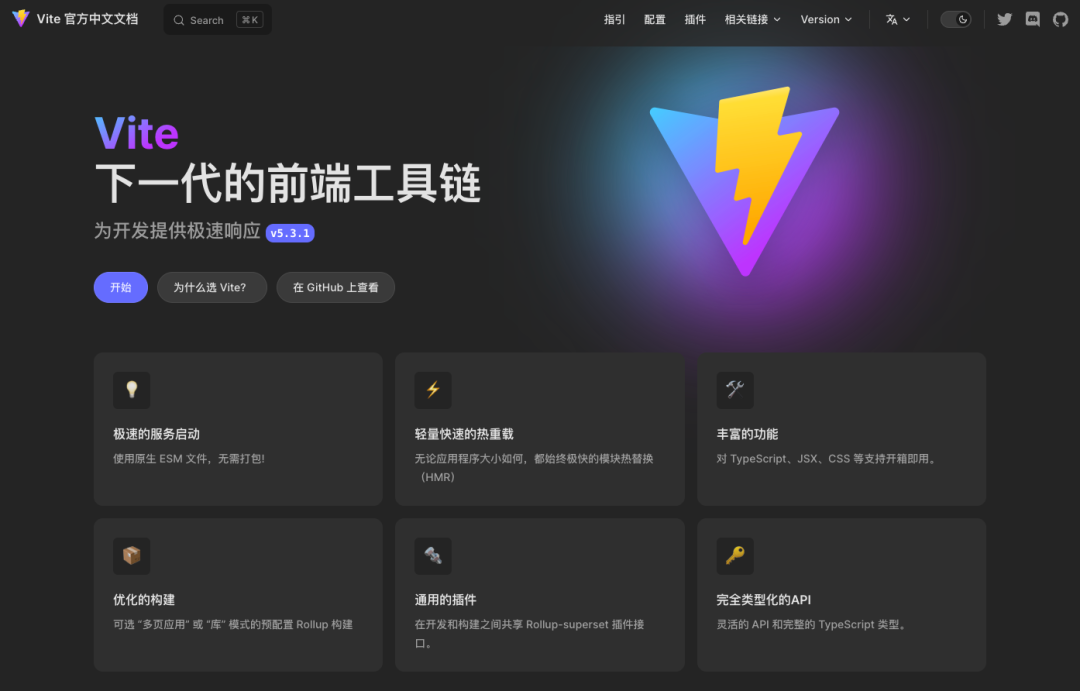 Vite 官方中文文档
Search
⌘ K
指引
配置
插件
相关链接
Version
Vite
下一代的前端工具链
为开发提供极速响应 v5.3.1
开始
为什么选 Vite?
在 GitHub 上查看
极速的服务启动
使用原生 ESM 文件，无需打包!
轻量快速的热重载
无论应用程序大小如何，都始终极快的模块热替换
（HMR）
丰富的功能
对 TypeScript、JSX、CSS 等支持开箱即用。
优化的构建
可选 “多页应用” 或 “库” 模式的预配置 Rollup 构建
通用的插件
在开发和构建之间共享 Rollup-superset 插件接
口。
完全类型化的API
灵活的 API 和完整的 TypeScript 类型。